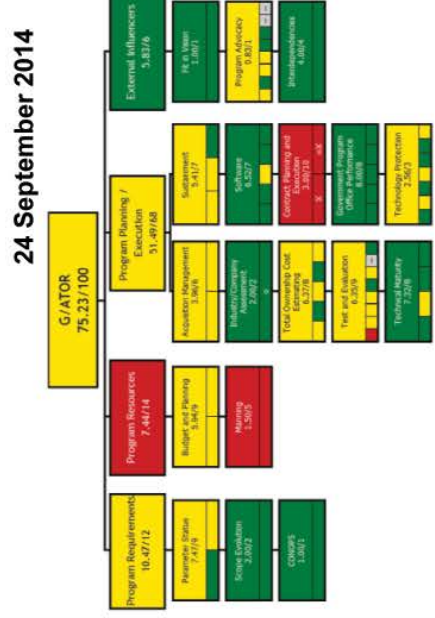 24 September 2014
G/ATOR
75.23/100
Program Requirements
10.47/12
Parameter Status
7.47/9
Scope Evolution
2.00/2
CONOPS
1.00/1
Program Resources
7.44/14
Budget and Planning
5.94/9
Manning
1.50/5
Program Planning /
Execution
51.49/68
Acquisition Management
3.96/6
Industry/Company
Assessment
2.00/2
Total Ownership Cost
Estimating
6.37/8
Test and Evaluation
6.35/9
Technical Maturity
7.32/8
Sustainment
5.41/7
Software
6.52/7
Contract Planning and
Execution
3.00/10
X
=X
Government Program
Office Performance
8.00/8
Technology Protection
2.56/3
External Influencers
5.83/6
Fit in Vision
1.00/1
Program Advocacy
0.83/1
Interdependencies
4.00/4